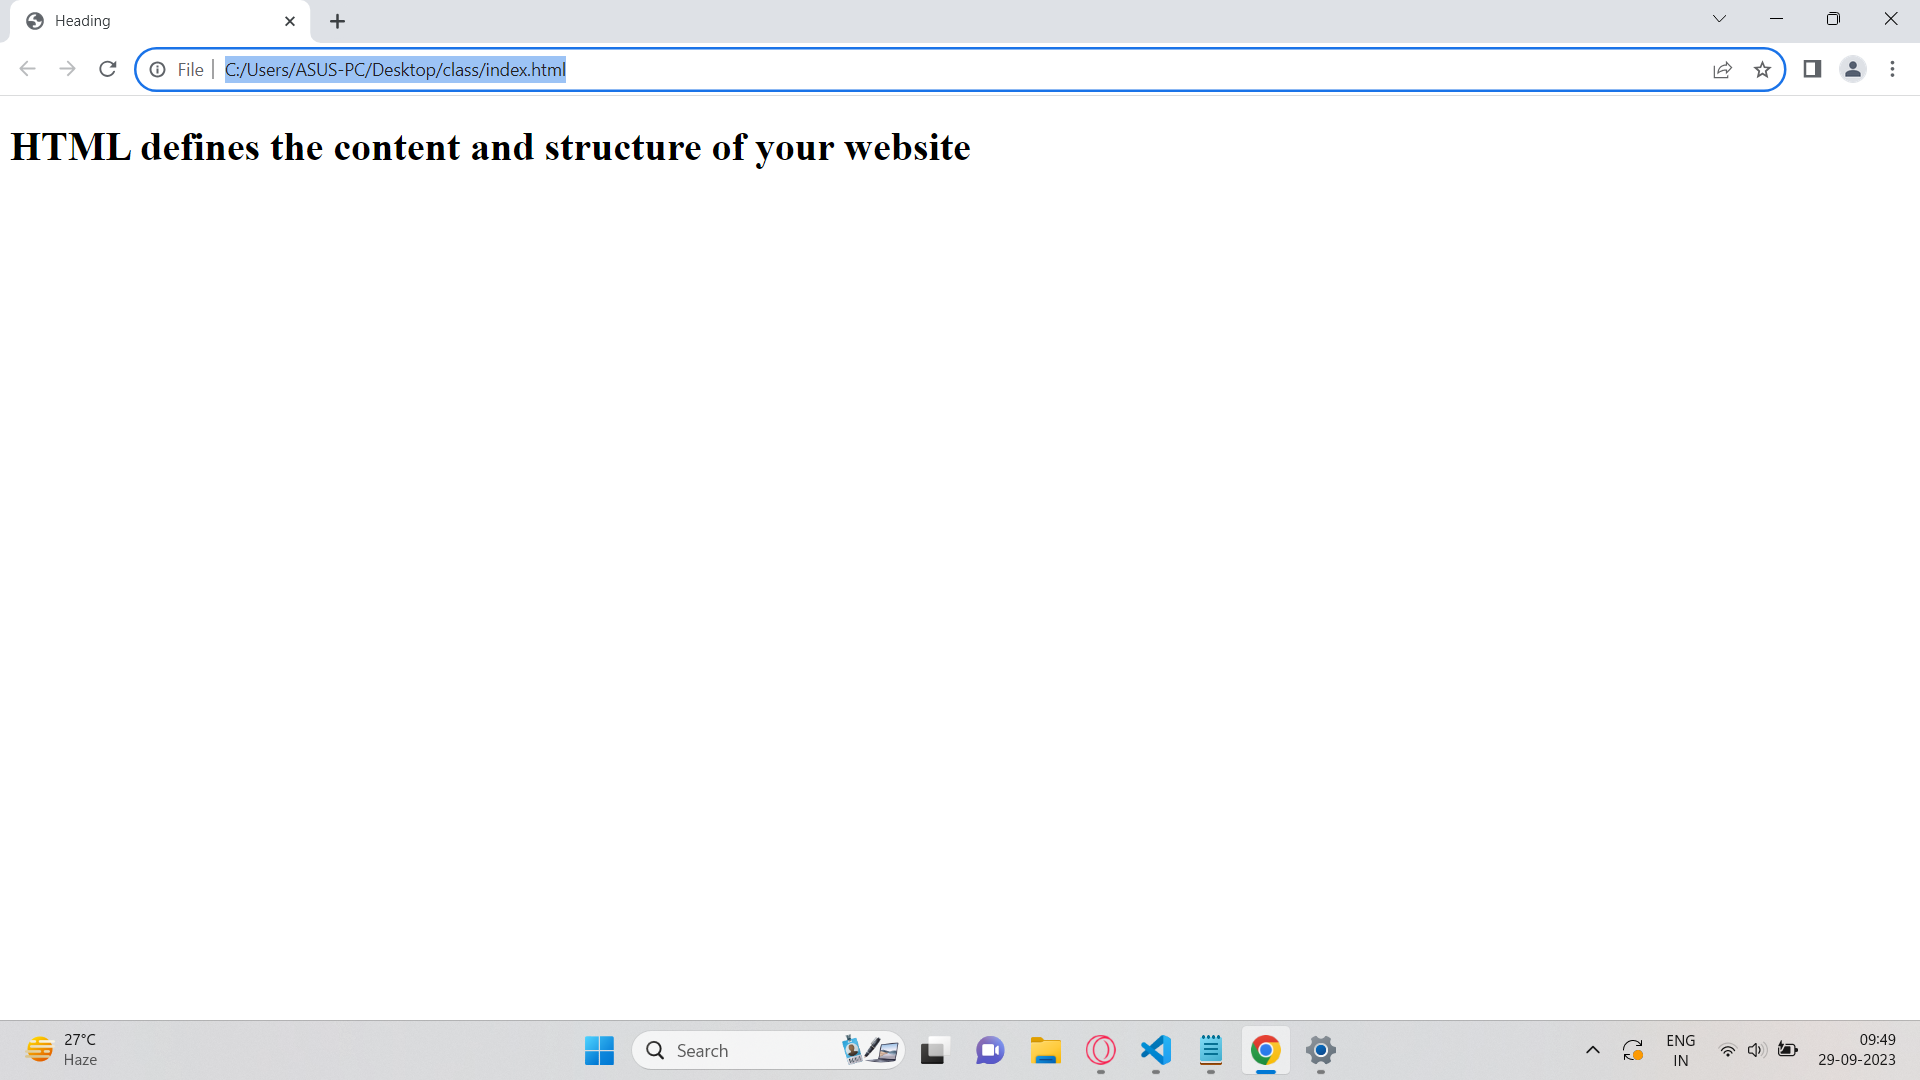 Heading
File
C:/Users/ASUS-PC/Desktop/class/index.html
HTML defines the content and structure of your website
27°C
Haze
Search
ENG
IN
09:49
29-09-2023